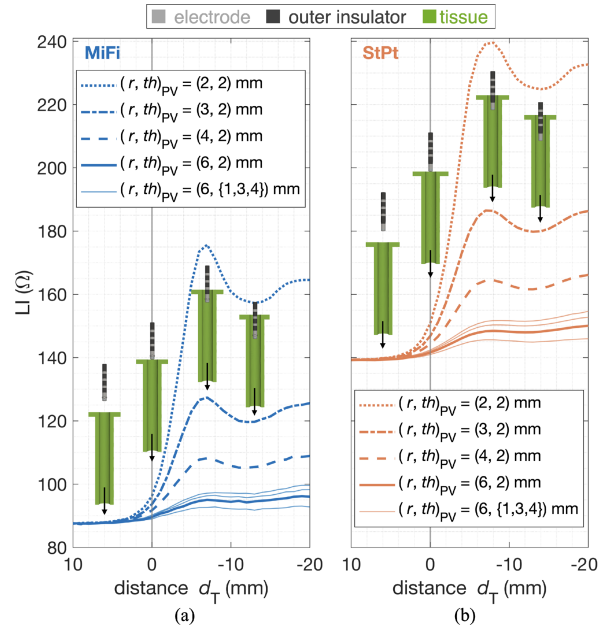 electrode outer insulator tissue
MiFi
(r, th)PV = (2, 2) mm
(r, th)PV = (3, 2) mm
(r, th)PV = (4, 2) mm
(r, th)PV = (6, 2) mm
(r, th)PV = (6, {1,3,4}) mm
LI (Ω)
240
220
200
180
160
140
120
100
80
10 0 -10 -20
distance dT (mm)
(a)
StPt
(r, th)PV = (2, 2) mm
(r, th)PV = (3, 2) mm
(r, th)PV = (4, 2) mm
(r, th)PV = (6, 2) mm
(r, th)PV = (6, {1,3,4}) mm
10 0 -10 -20
distance dT (mm)
(b)